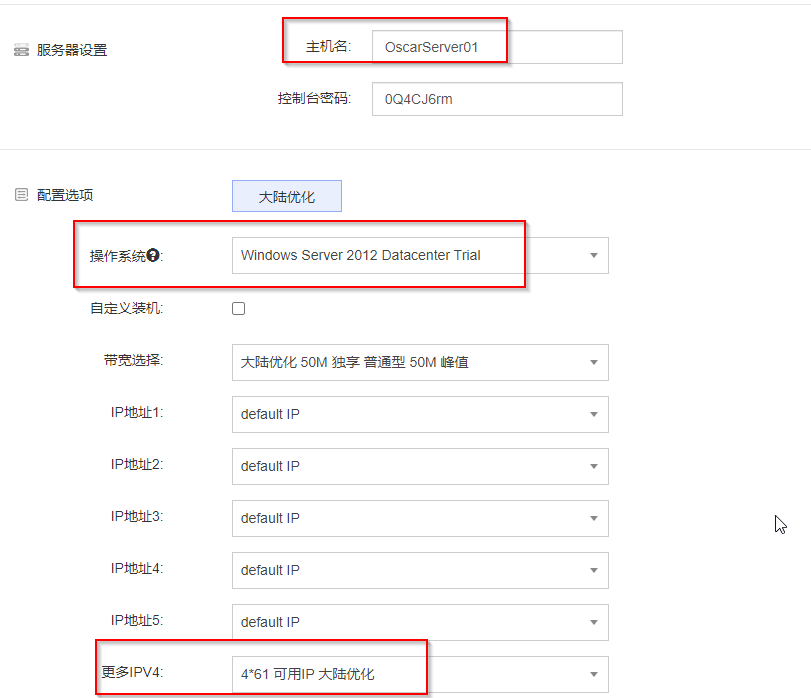 服务器设置
主机名: OscarServer01
控制台密码: 0Q4CJ6rm
配置选项
大陆优化
操作系统?: Windows Server 2012 Datacenter Trial
自定义装机:
带宽选择: 大陆优化 50M 独享 普通型 50M 峰值
IP地址1: default IP
IP地址2: default IP
IP地址3: default IP
IP地址4: default IP
IP地址5: default IP
更多IPV4: 4*61 可用IP 大陆优化